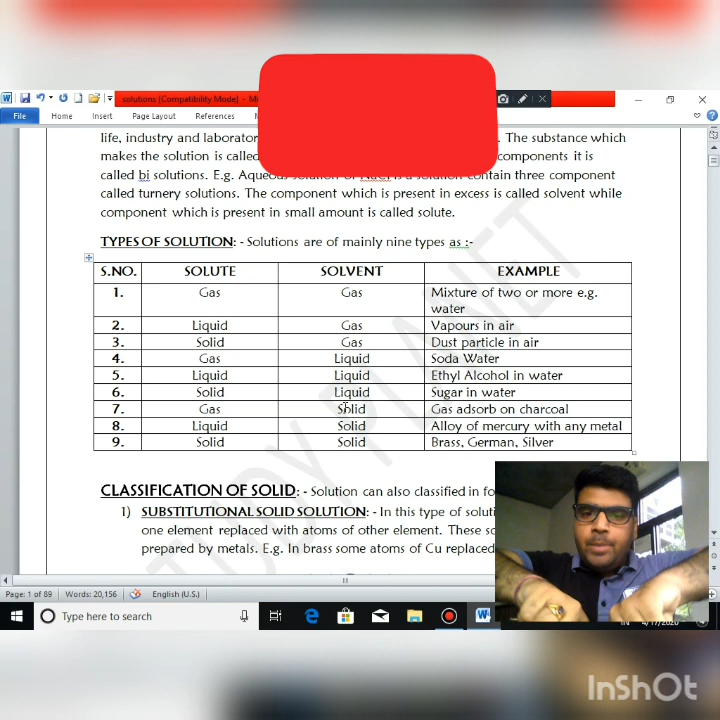 solutions [Compatibility Mode] - Mi
File Home Insert Page Layout References
life, industry and laborator The substance which
makes the solution is called components it is
called bi solutions. E.g. Aqueous solution of NaCl is a solution contain three component
called turnery solutions. The component which is present in excess is called solvent while
component which is present in small amount is called solute.
TYPES OF SOLUTION: - Solutions are of mainly nine types as :-
S.NO. SOLUTE SOLVENT EXAMPLE
1. Gas Gas Mixture of two or more e.g.
water
2. Liquid Gas Vapours in air
3. Solid Gas Dust particle in air
4. Gas Liquid Soda Water
5. Liquid Liquid Ethyl Alcohol in water
6. Solid Liquid Sugar in water
7. Gas Solid Gas adsorb on charcoal
8. Liquid Solid Alloy of mercury with any metal
9. Solid Solid Brass, German, Silver
STUDY PLANET
CLASSIFICATION OF SOLID: - Solution can also classified in fo
1) SUBSTITUTIONAL SOLID SOLUTION: - In this type of soluti
one element replaced with atoms of other element. These so
prepared by metals. E.g. In brass some atoms of Cu replaced
Page: 1 of 89 Words: 20,156 English (U.S.)
Type here to search
IN 4/17/2020
InShOt